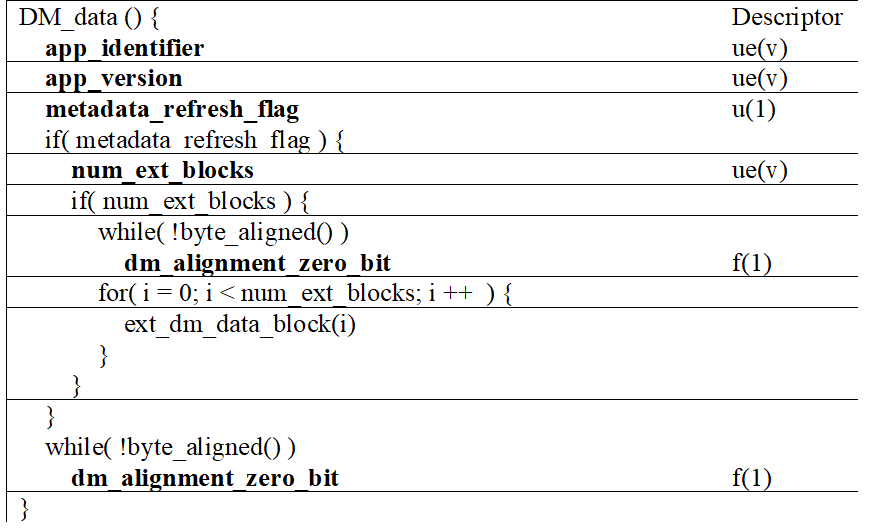 DM_data () { Descriptor
app_identifier ue(v)
app_version ue(v)
metadata_refresh_flag u(1)
if( metadata_refresh_flag ) {
num_ext_blocks ue(v)
if( num_ext_blocks ) {
while( !byte_aligned() )
dm_alignment_zero_bit f(1)
for( i = 0; i < num_ext_blocks; i ++ ) {
ext_dm_data_block(i)
}
}
}
while( !byte_aligned() )
dm_alignment_zero_bit f(1)
}